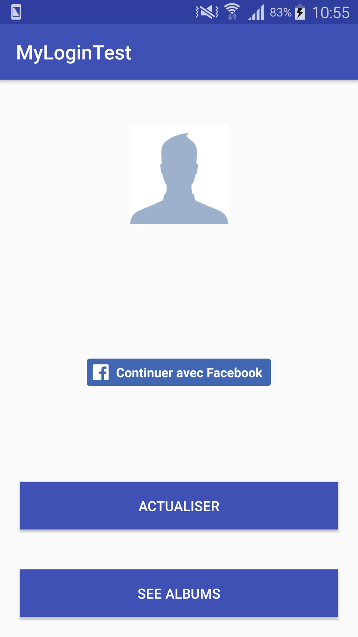 83% 10:55
MyLoginTest
Continuer avec Facebook
ACTUALISER
SEE ALBUMS